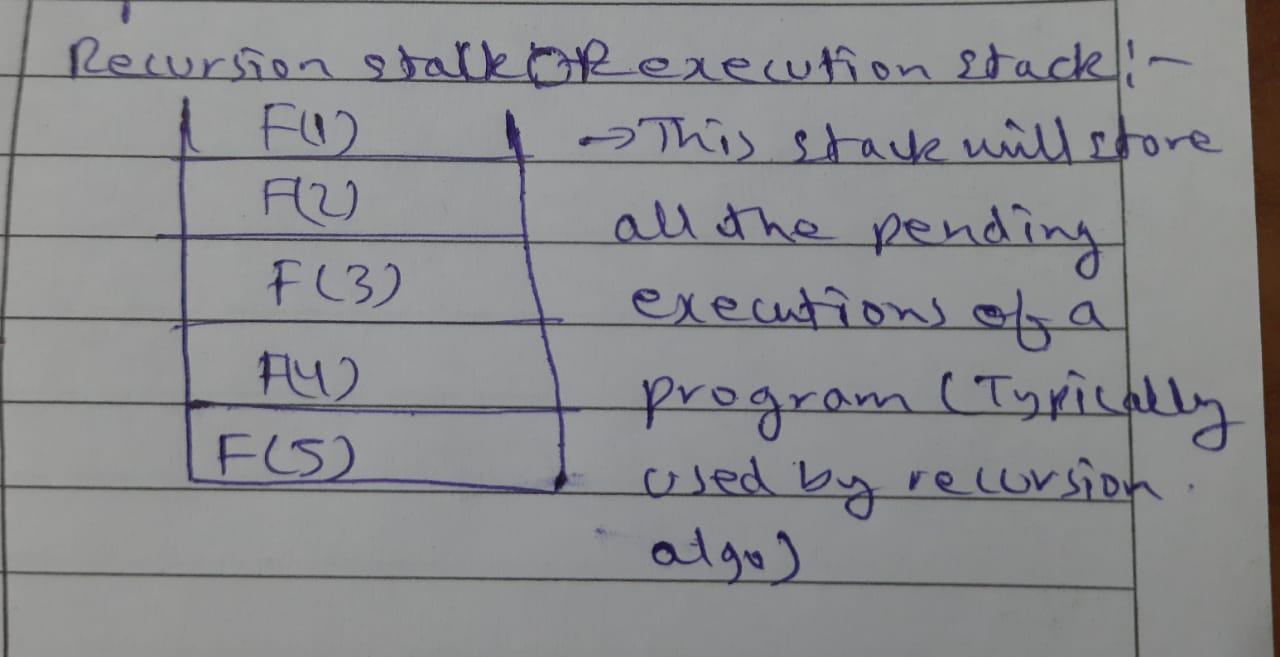 Recursion stack OR execution stack :-
F(1)
F(2)
F(3)
F(4)
F(5)
→ This stack will store
all the pending
executions of a
program (Typically
used by recursion
algo)